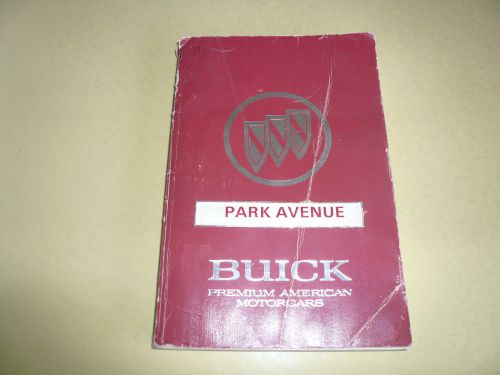 PARK AVENUE
BUICK
PREMIUM AMERICAN
MOTORCARS